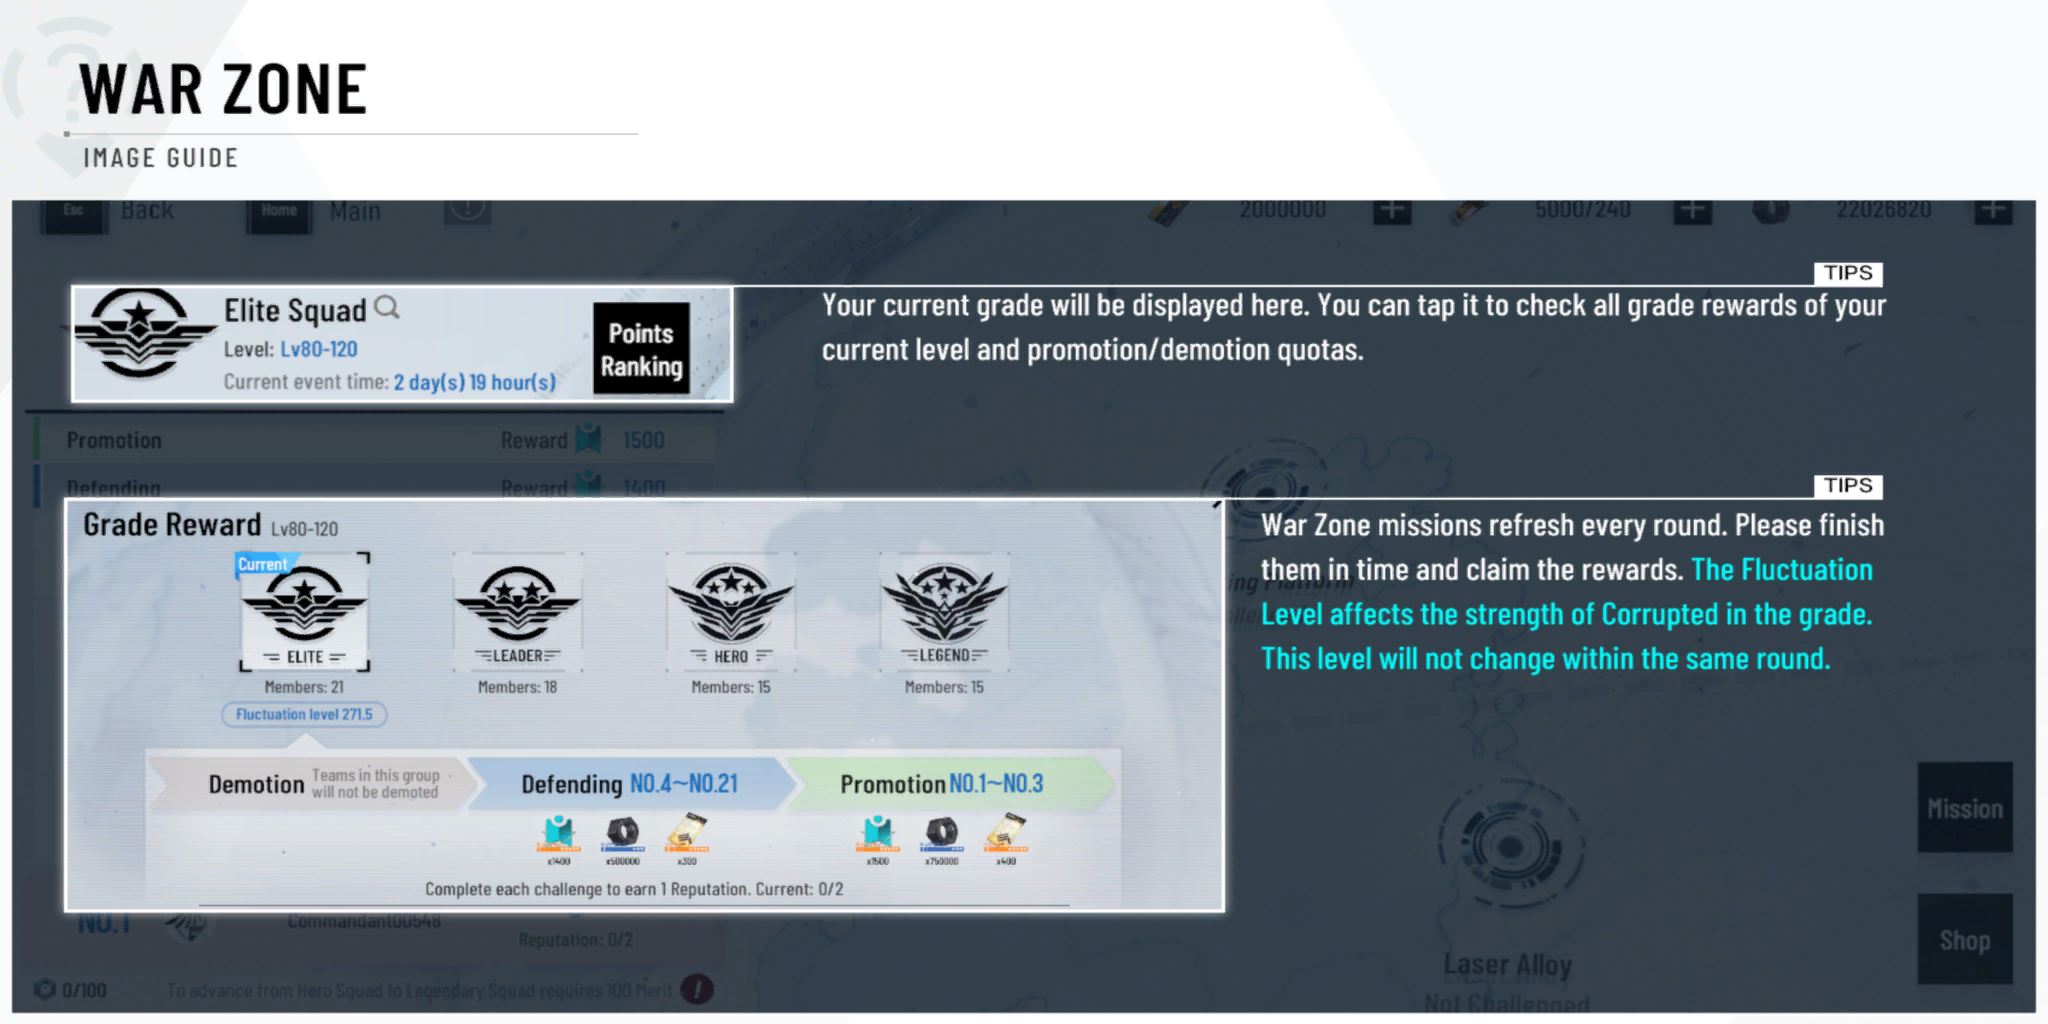 WAR ZONE
IMAGE GUIDE
Esc Back Home Main 2000000 5000/240 22026820
TIPS
Elite Squad
Level: Lv80-120
Current event time: 2 day(s) 19 hour(s)
Points
Ranking
Your current grade will be displayed here. You can tap it to check all grade rewards of your
current level and promotion/demotion quotas.
Promotion Reward 1500
Defending Reward 1400
TIPS
Grade Reward Lv80-120
Current
ELITE LEADER HERO LEGEND
Members: 21 Members: 18 Members: 15 Members: 15
Fluctuation level 271.5
War Zone missions refresh every round. Please finish
them in time and claim the rewards. The Fluctuation
Level affects the strength of Corrupted in the grade.
This level will not change within the same round.
Demotion Teams in this group
will not be demoted
Defending NO.4~NO.21
Promotion NO.1~NO.3
x1400 x500000 x300 x1500 x750000 x400
Complete each challenge to earn 1 Reputation. Current: 0/2
NO.1 Commandant00548
Reputation: 0/2
0/100 To advance from Hero Squad to Legendary Squad requires 100 Merit
Mission
Shop
Laser Alloy
Not Challenged